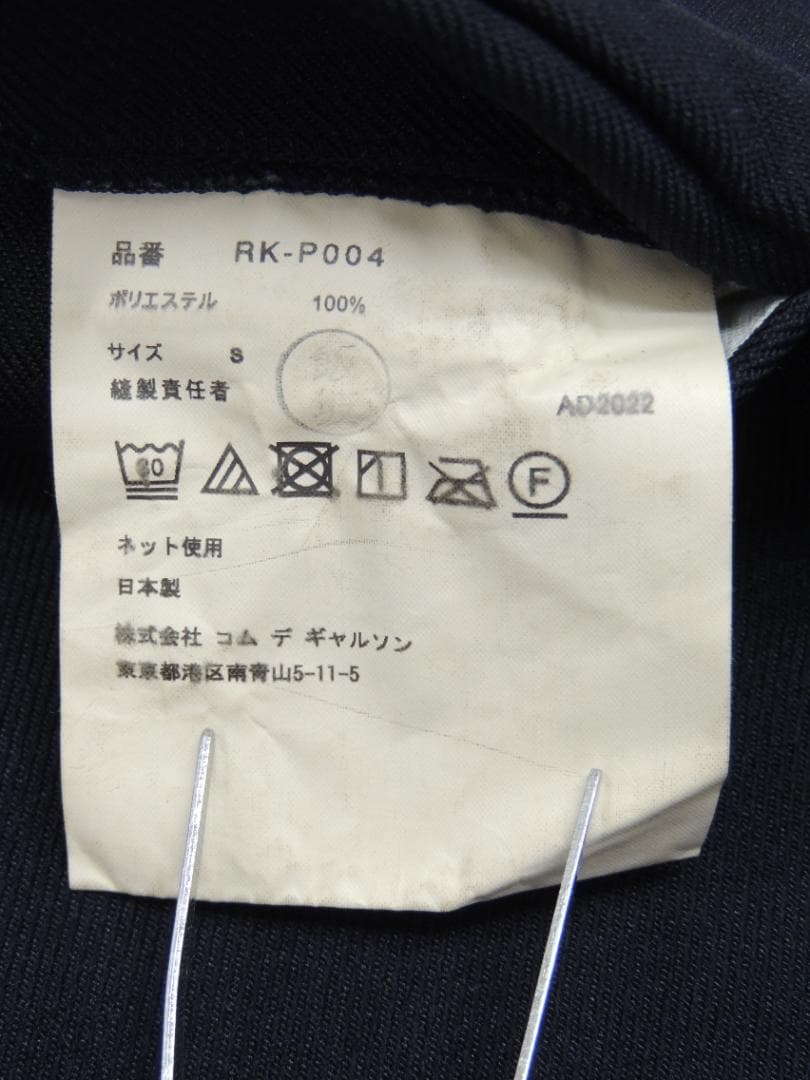 品番 RK-P004
ポリエステル 100%
サイズ S
縫製責任者
AD2022
30
F
ネット使用
日本製
株式会社 コム デ ギャルソン
東京都港区南青山5-11-5